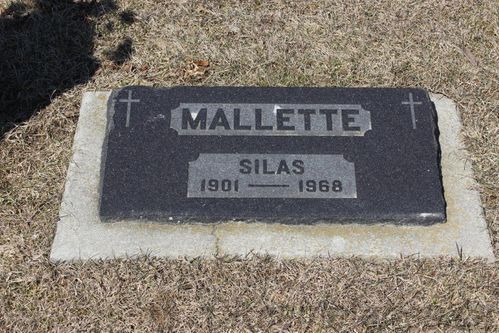 MALLETTE
SILAS
1901 — 1968